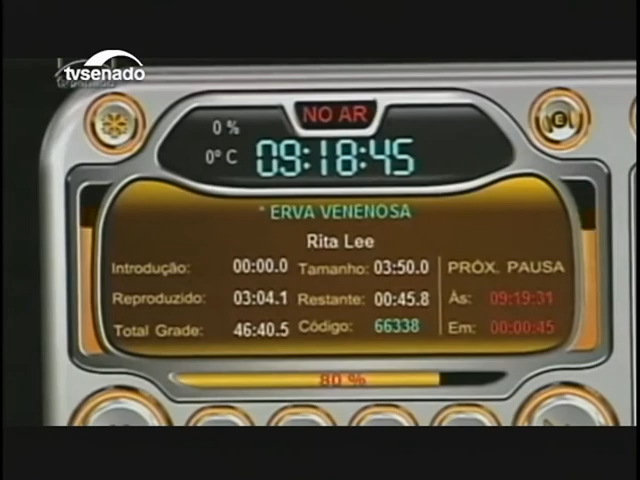 tvsenado
NO AR
0 %
0º C
09:18:45
* ERVA VENENOSA
Rita Lee
Introdução: 00:00.0 Tamanho: 03:50.0 PRÓX. PAUSA
Reproduzido: 03:04.1 Restante: 00:45.8 Às: 09:19:31
Total Grade: 46:40.5 Código: 66338 Em: 00:00:45
80 %